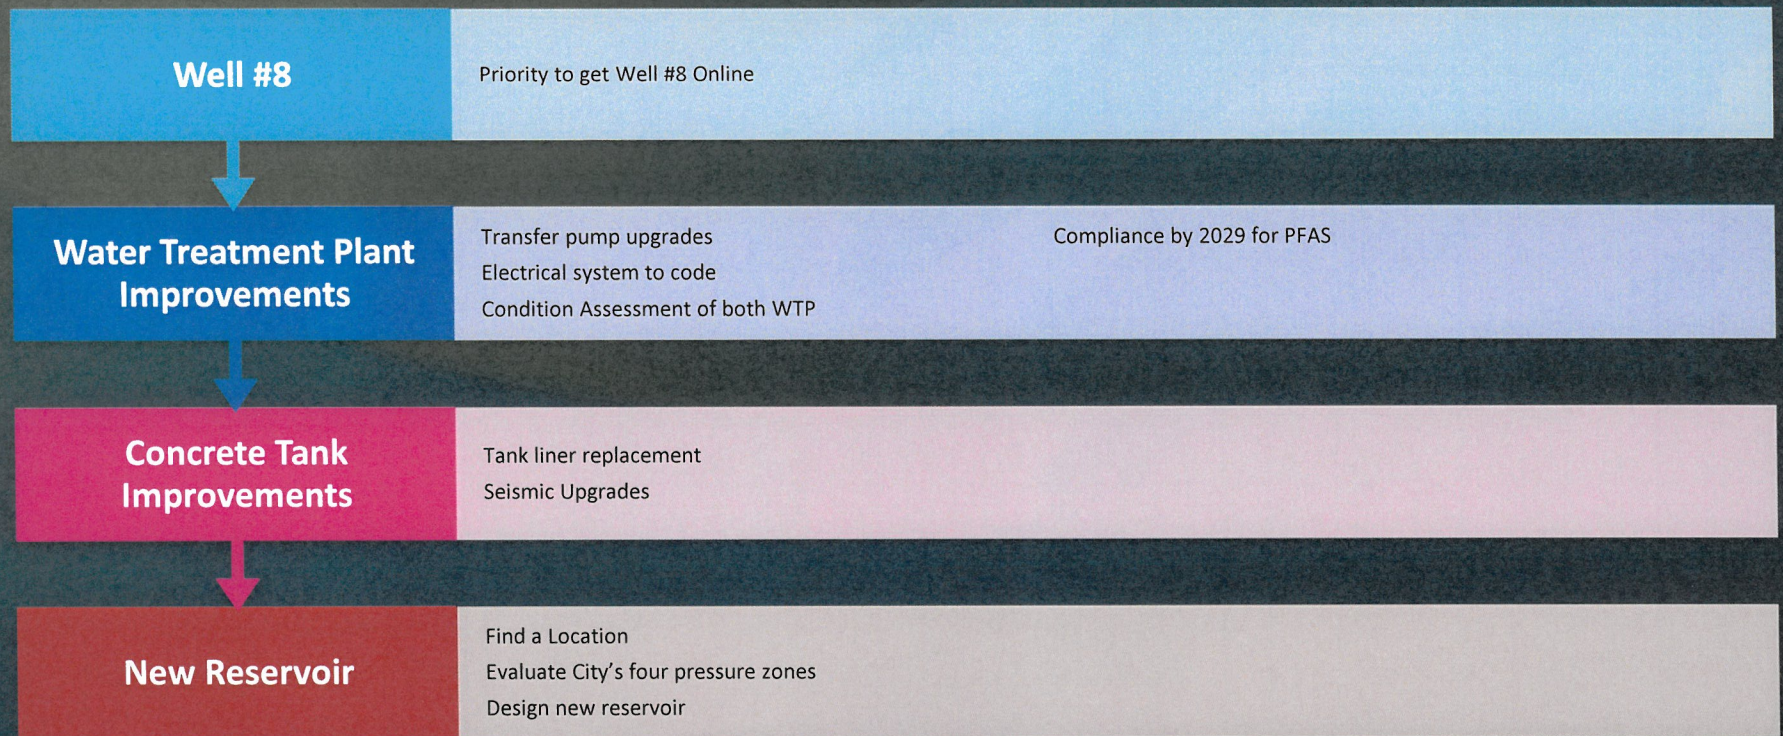 Well #8
Priority to get Well #8 Online
Water Treatment Plant
Improvements
Transfer pump upgrades
Electrical system to code
Condition Assessment of both WTP
Compliance by 2029 for PFAS
Concrete Tank
Improvements
Tank liner replacement
Seismic Upgrades
New Reservoir
Find a Location
Evaluate City's four pressure zones
Design new reservoir